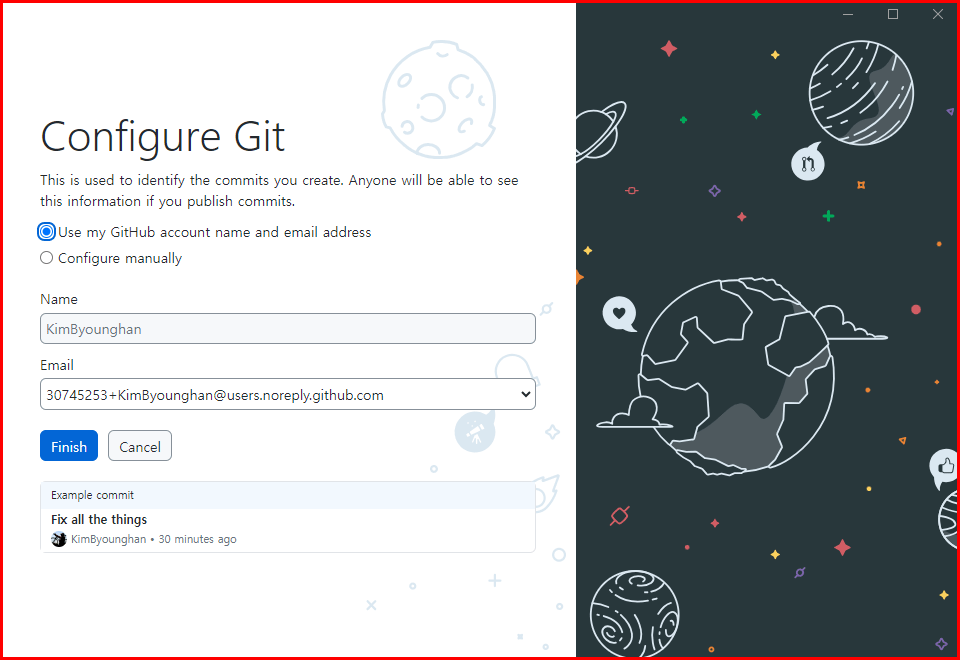 Configure Git
This is used to identify the commits you create. Anyone will be able to see
this information if you publish commits.
Use my GitHub account name and email address
Configure manually
Name
KimByounghan
Email
30745253+KimByounghan@users.noreply.github.com
Finish Cancel
Example commit
Fix all the things
KimByounghan • 30 minutes ago